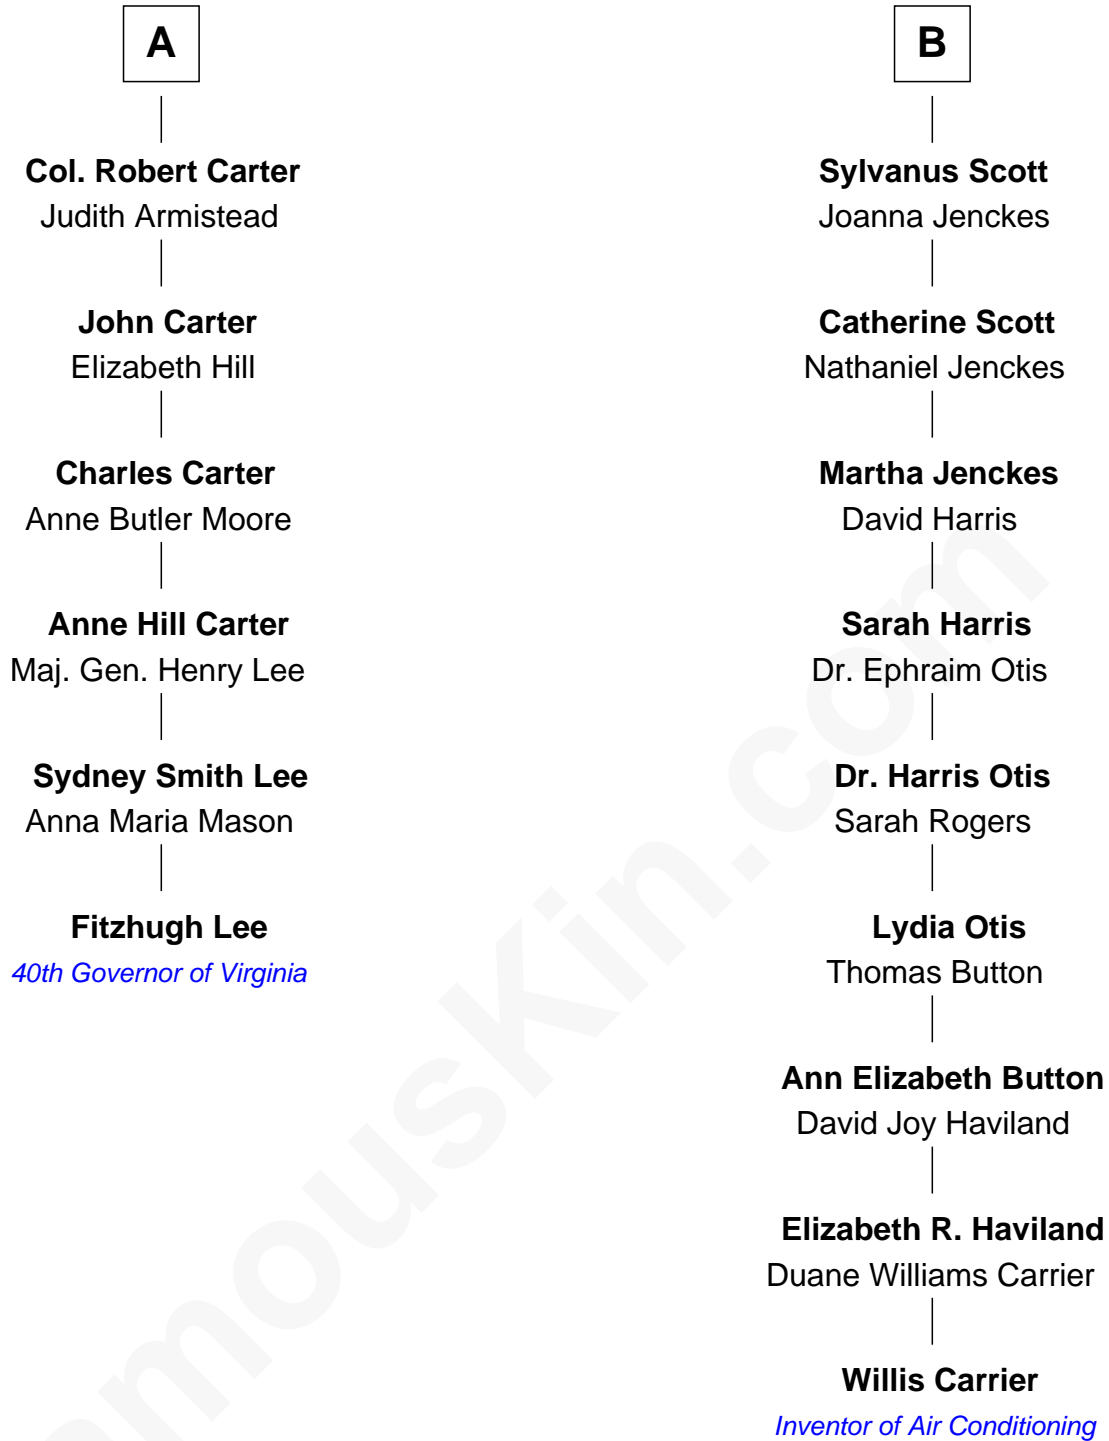 A
Col. Robert Carter
Judith Armistead
John Carter
Elizabeth Hill
Charles Carter
Anne Butler Moore
Anne Hill Carter
Maj. Gen. Henry Lee
Sydney Smith Lee
Anna Maria Mason
Fitzhugh Lee
40th Governor of Virginia
B
Sylvanus Scott
Joanna Jenckes
Catherine Scott
Nathaniel Jenckes
Martha Jenckes
David Harris
Sarah Harris
Dr. Ephraim Otis
Dr. Harris Otis
Sarah Rogers
Lydia Otis
Thomas Button
Ann Elizabeth Button
David Joy Haviland
Elizabeth R. Haviland
Duane Williams Carrier
Willis Carrier
Inventor of Air Conditioning
amouskin.com